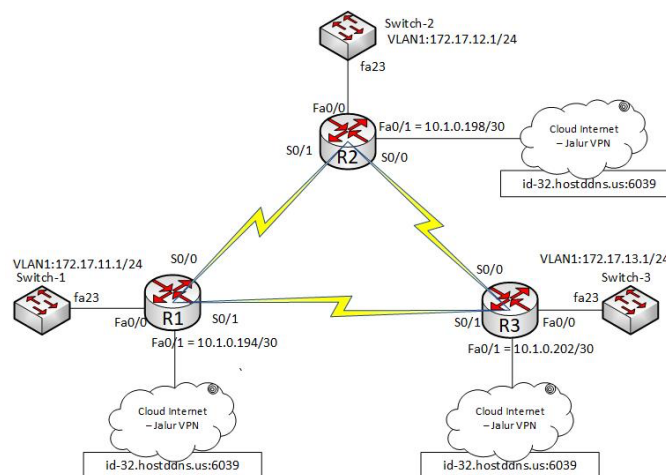 Switch-2
VLAN1:172.17.12.1/24
fa23
Fa0/0
Fa0/1 = 10.1.0.198/30
Cloud Internet
– Jalur VPN
S0/1
R2
S0/0
id-32.hostddns.us:6039
VLAN1:172.17.11.1/24
Switch-1
S0/0
fa23
Fa0/0
R1
S0/1
Fa0/1 = 10.1.0.194/30
Cloud Internet
– Jalur VPN
id-32.hostddns.us:6039
VLAN1:172.17.13.1/24
Switch-3
S0/0
fa23
S0/1
R3
Fa0/0
Fa0/1 = 10.1.0.202/30
Cloud Internet
– Jalur VPN
id-32.hostddns.us:6039